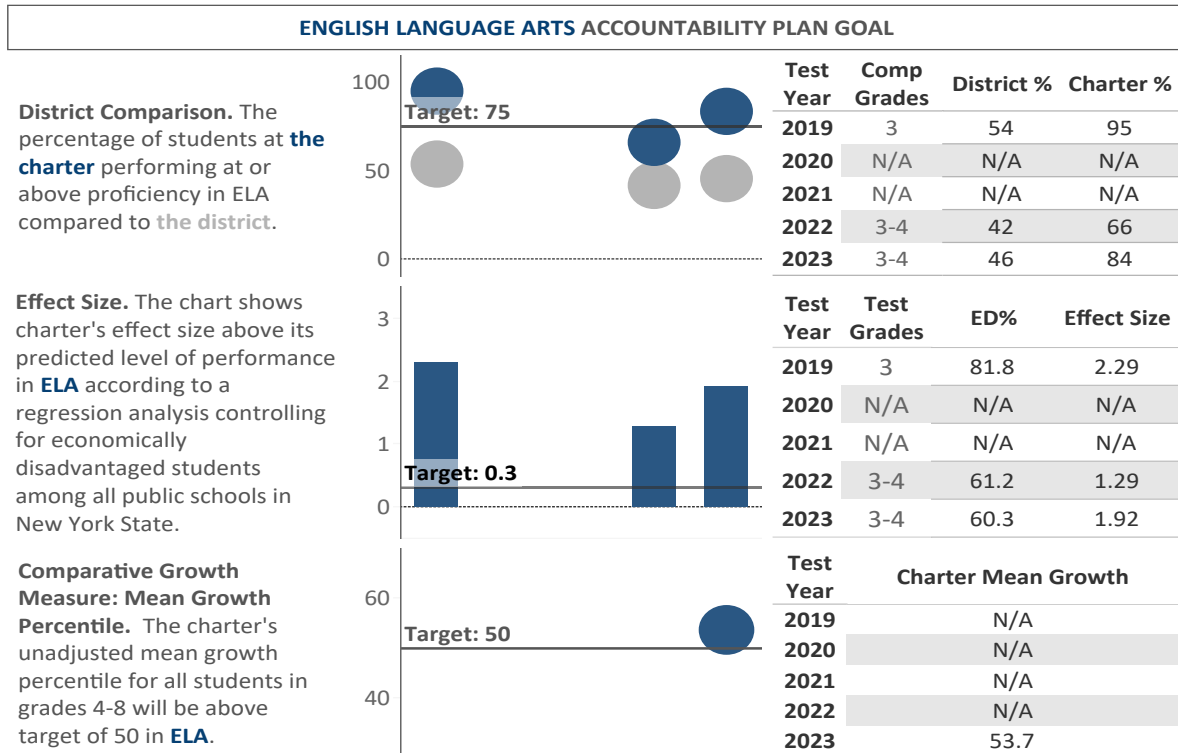 ENGLISH LANGUAGE ARTS ACCOUNTABILITY PLAN GOAL
District Comparison. The
percentage of students at the
charter performing at or
above proficiency in ELA
compared to the district.
100
50
0
Target: 75
Test Year Comp Grades District % Charter %
2019 3 54 95
2020 N/A N/A N/A
2021 N/A N/A N/A
2022 3-4 42 66
2023 3-4 46 84
Effect Size. The chart shows
charter's effect size above its
predicted level of performance
in ELA according to a
regression analysis controlling
for economically
disadvantaged students
among all public schools in
New York State.
3
2
1
0
Target: 0.3
Test Year Test Grades ED% Effect Size
2019 3 81.8 2.29
2020 N/A N/A N/A
2021 N/A N/A N/A
2022 3-4 61.2 1.29
2023 3-4 60.3 1.92
Comparative Growth
Measure: Mean Growth
Percentile. The charter's
unadjusted mean growth
percentile for all students in
grades 4-8 will be above
target of 50 in ELA.
60
40
Target: 50
Test Year Charter Mean Growth
2019 N/A
2020 N/A
2021 N/A
2022 N/A
2023 53.7